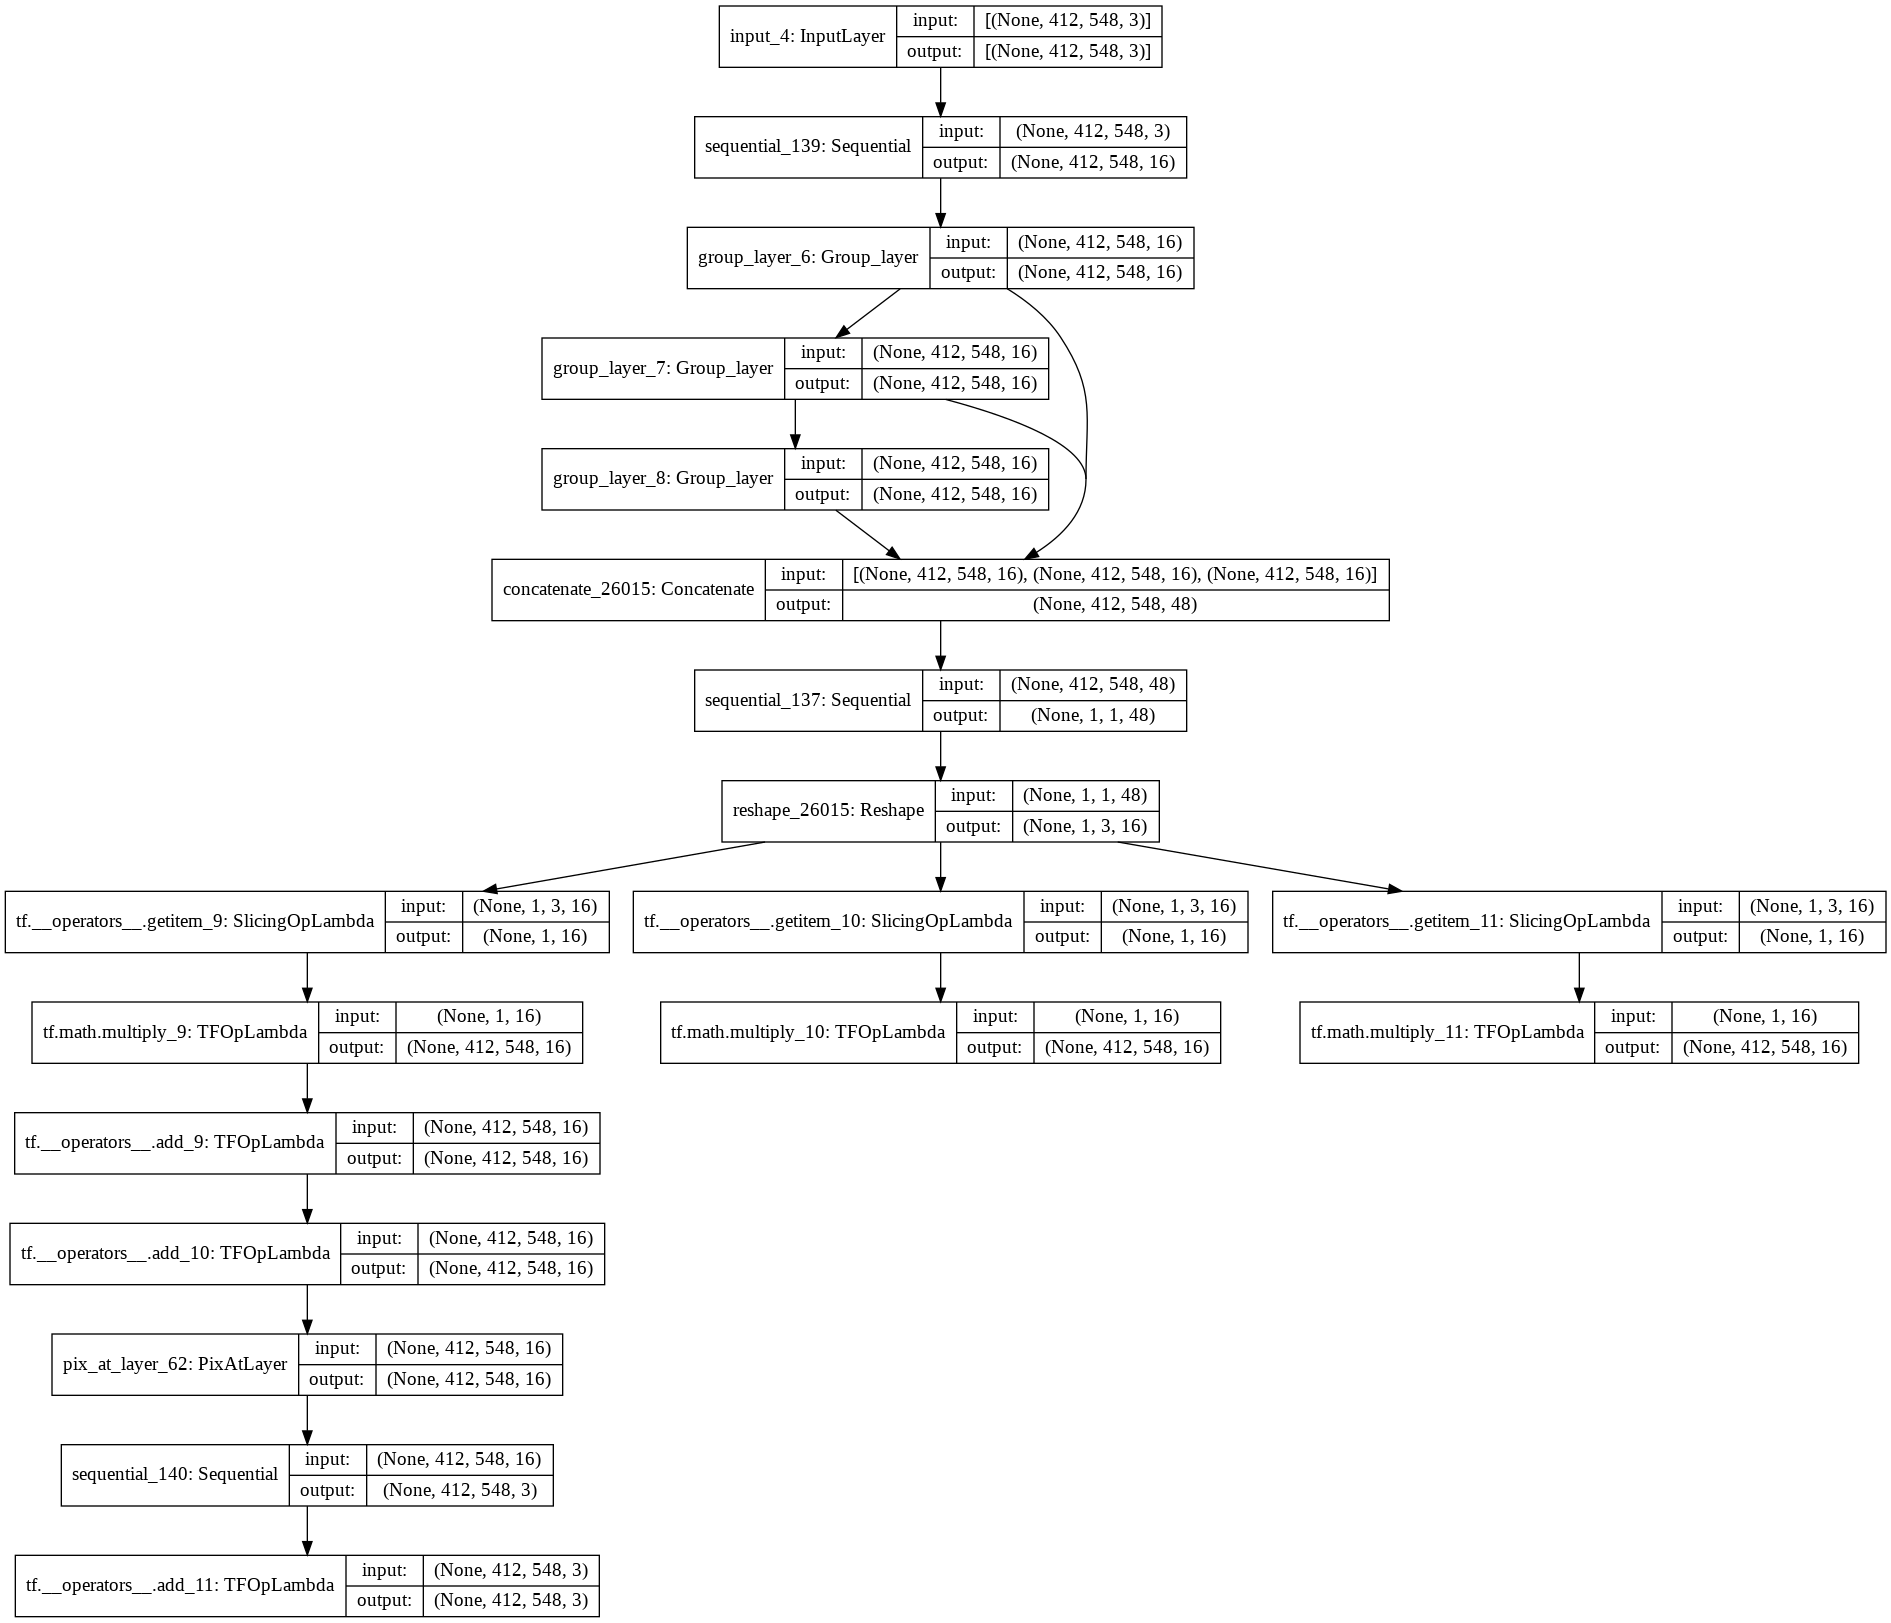 input_4: InputLayer
input: [(None, 412, 548, 3)]
output: [(None, 412, 548, 3)]
sequential_139: Sequential
input: (None, 412, 548, 3)
output: (None, 412, 548, 16)
group_layer_6: Group_layer
input: (None, 412, 548, 16)
output: (None, 412, 548, 16)
group_layer_7: Group_layer
input: (None, 412, 548, 16)
output: (None, 412, 548, 16)
group_layer_8: Group_layer
input: (None, 412, 548, 16)
output: (None, 412, 548, 16)
concatenate_26015: Concatenate
input: [(None, 412, 548, 16), (None, 412, 548, 16), (None, 412, 548, 16)]
output: (None, 412, 548, 48)
sequential_137: Sequential
input: (None, 412, 548, 48)
output: (None, 1, 1, 48)
reshape_26015: Reshape
input: (None, 1, 1, 48)
output: (None, 1, 3, 16)
tf.__operators__.getitem_9: SlicingOpLambda
input: (None, 1, 3, 16)
output: (None, 1, 16)
tf.__operators__.getitem_10: SlicingOpLambda
input: (None, 1, 3, 16)
output: (None, 1, 16)
tf.__operators__.getitem_11: SlicingOpLambda
input: (None, 1, 3, 16)
output: (None, 1, 16)
tf.math.multiply_9: TFOpLambda
input: (None, 1, 16)
output: (None, 412, 548, 16)
tf.math.multiply_10: TFOpLambda
input: (None, 1, 16)
output: (None, 412, 548, 16)
tf.math.multiply_11: TFOpLambda
input: (None, 1, 16)
output: (None, 412, 548, 16)
tf.__operators__.add_9: TFOpLambda
input: (None, 412, 548, 16)
output: (None, 412, 548, 16)
tf.__operators__.add_10: TFOpLambda
input: (None, 412, 548, 16)
output: (None, 412, 548, 16)
pix_at_layer_62: PixAtLayer
input: (None, 412, 548, 16)
output: (None, 412, 548, 16)
sequential_140: Sequential
input: (None, 412, 548, 16)
output: (None, 412, 548, 3)
tf.__operators__.add_11: TFOpLambda
input: (None, 412, 548, 3)
output: (None, 412, 548, 3)